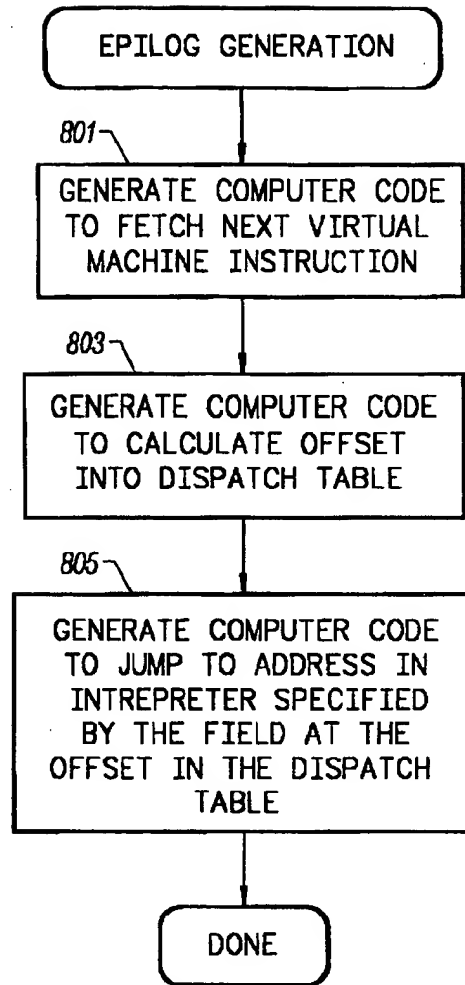 EPILOG GENERATION
801
GENERATE COMPUTER CODE
TO FETCH NEXT VIRTUAL
MACHINE INSTRUCTION
803
GENERATE COMPUTER CODE
TO CALCULATE OFFSET
INTO DISPATCH TABLE
805
GENERATE COMPUTER CODE
TO JUMP TO ADDRESS IN
INTREPRETER SPECIFIED
BY THE FIELD AT THE
OFFSET IN THE DISPATCH
TABLE
DONE